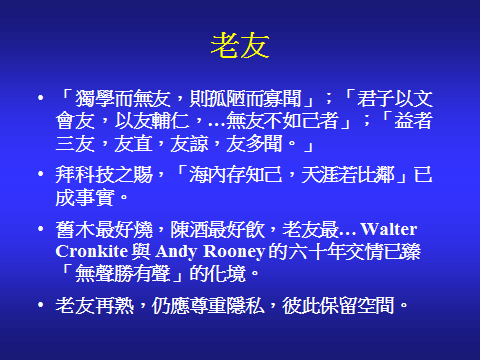 老友
•「獨學而無友，則孤陋而寡聞」；「君子以文
會友，以友輔仁，…無友不如己者」；「益者
三友，友直，友諒，友多聞。」
•拜科技之賜，「海內存知己，天涯若比鄰」已
成事實。
•舊木最好燒，陳酒最好飲，老友最… Walter
Cronkite 與 Andy Rooney 的六十年交情已臻
「無聲勝有聲」的化境。
•老友再熟，仍應尊重隱私，彼此保留空間。